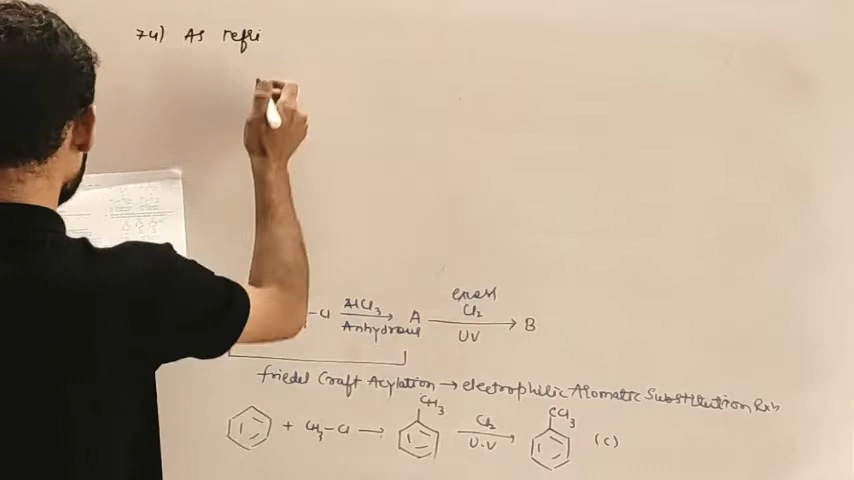 74) As refri
-Cl AlCl3 Anhydrous A excess Cl2 UV B
friedel Craft Acylation → electrophilic Aromatic Substitution Rxn
+ CH3-Cl → CH3 Cl2 U.V CCl3 (C)